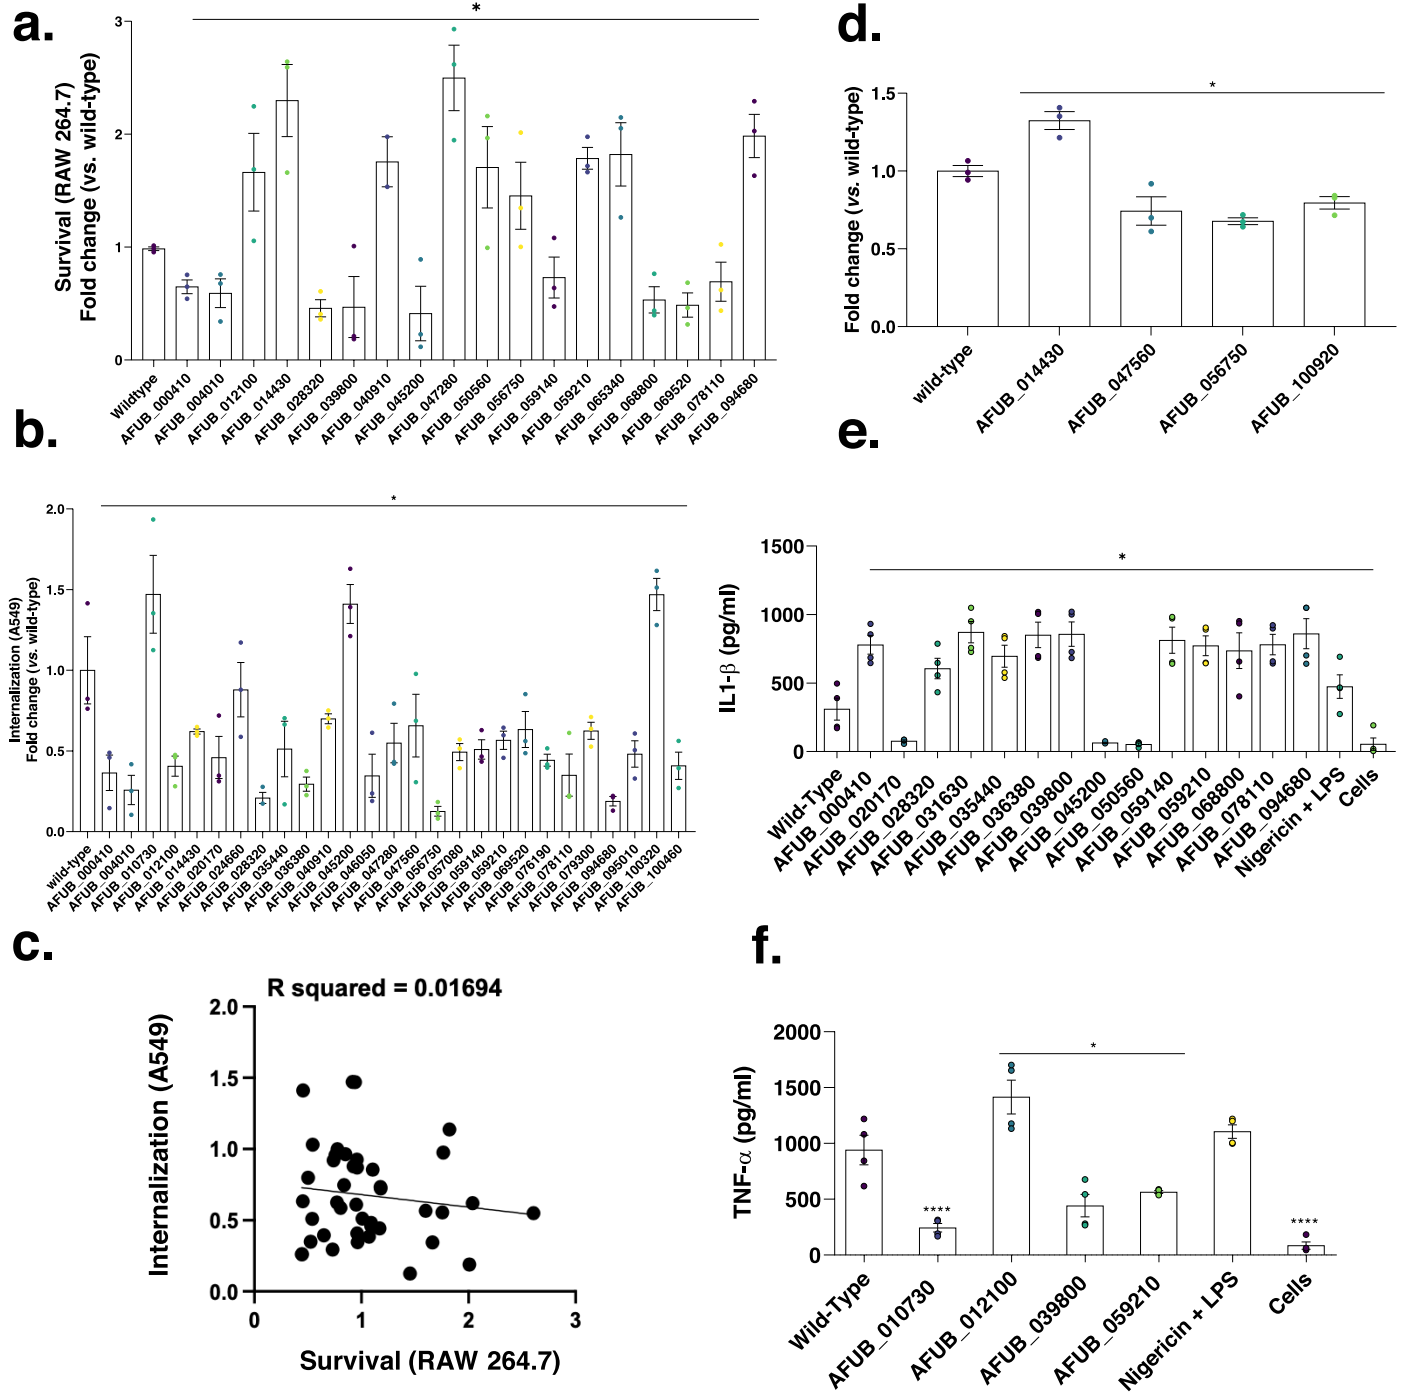 a.
*
Survival (RAW 264.7)
Fold change (vs. wild-type)
3
2
1
0
Wildtype
AFUB_000410
AFUB_004010
AFUB_012100
AFUB_014430
AFUB_028320
AFUB_039800
AFUB_040910
AFUB_045200
AFUB_047280
AFUB_050560
AFUB_056750
AFUB_059140
AFUB_059210
AFUB_065340
AFUB_068800
AFUB_069520
AFUB_078110
AFUB_094680
b.
*
Internalization (A549)
Fold change (vs. wild-type)
2.0
1.5
1.0
0.5
0.0
wild-type
AFUB_000410
AFUB_004010
AFUB_010730
AFUB_012100
AFUB_014430
AFUB_020170
AFUB_024660
AFUB_028320
AFUB_035440
AFUB_036380
AFUB_040910
AFUB_045200
AFUB_046050
AFUB_047280
AFUB_047560
AFUB_056750
AFUB_057080
AFUB_059140
AFUB_059210
AFUB_069520
AFUB_076190
AFUB_078110
AFUB_079300
AFUB_094680
AFUB_095010
AFUB_100320
AFUB_100460
c.
R squared = 0.01694
Internalization (A549)
2.0
1.5
1.0
0.5
0.0
0
1
2
3
Survival (RAW 264.7)
d.
*
Fold change (vs. wild-type)
1.5
1.0
0.5
0.0
wild-type
AFUB_014430
AFUB_047560
AFUB_056750
AFUB_100920
e.
*
IL1-β (pg/ml)
1500
1000
500
0
Wild-Type
AFUB_000410
AFUB_020170
AFUB_028320
AFUB_031630
AFUB_035440
AFUB_036380
AFUB_039800
AFUB_045200
AFUB_050560
AFUB_059140
AFUB_059210
AFUB_068800
AFUB_078110
AFUB_094680
Nigericin + LPS
Cells
f.
*
TNF-α (pg/ml)
2000
1500
1000
500
0
****
****
Wild-Type
AFUB_010730
AFUB_012100
AFUB_039800
AFUB_059210
Nigericin + LPS
Cells